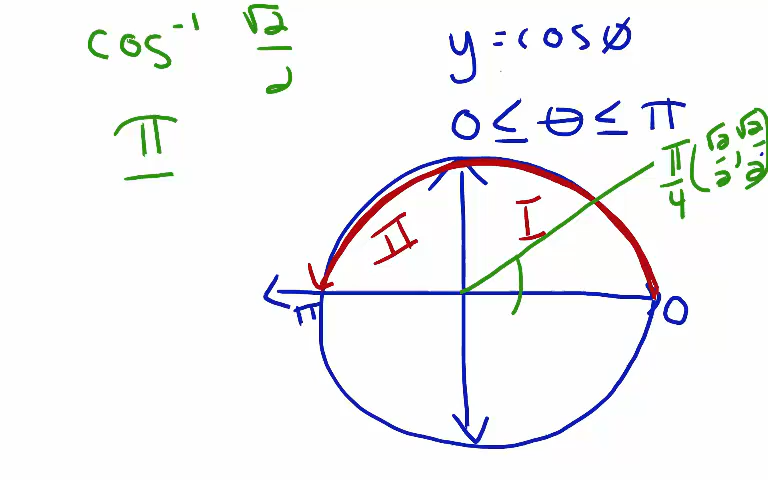 cos⁻¹ √2/2
y = cos θ
0 ≤ θ ≤ π
π
π/4 (√2/2, √2/2)
II I
π 0